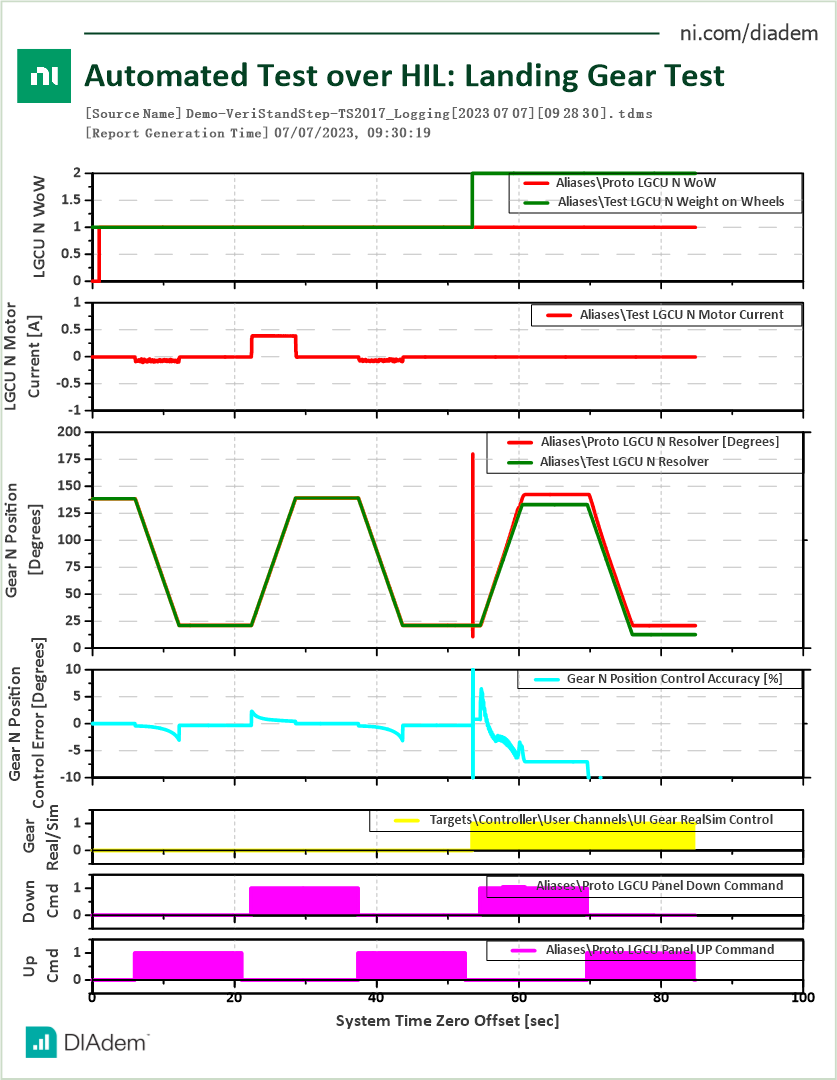 ni.com/diadem
ni
Automated Test over HIL: Landing Gear Test
[Source Name] Demo-VeriStandStep-TS2017_Logging[2023 07 07][09 28 30].tdms
[Report Generation Time] 07/07/2023, 09:30:19
LGCU N WoW
2
1.5
1
0.5
0
Aliases\Proto LGCU N WoW
Aliases\Test LGCU N Weight on Wheels
LGCU N Motor
Current [A]
1
0.5
0
-0.5
-1
Aliases\Test LGCU N Motor Current
Gear N Position
[Degrees]
200
175
150
125
100
75
50
25
0
Aliases\Proto LGCU N Resolver [Degrees]
Aliases\Test LGCU N Resolver
Gear N Position
Control Error [Degrees]
10
5
0
-5
-10
Gear N Position Control Accuracy [%]
Gear
Real/Sim
1
0
Targets\Controller\User Channels\UI Gear RealSim Control
Down
Cmd
1
0
Aliases\Proto LGCU Panel Down Command
Up
Cmd
1
0
Aliases\Proto LGCU Panel UP Command
0 20 40 60 80 100
System Time Zero Offset [sec]
DIAdem™